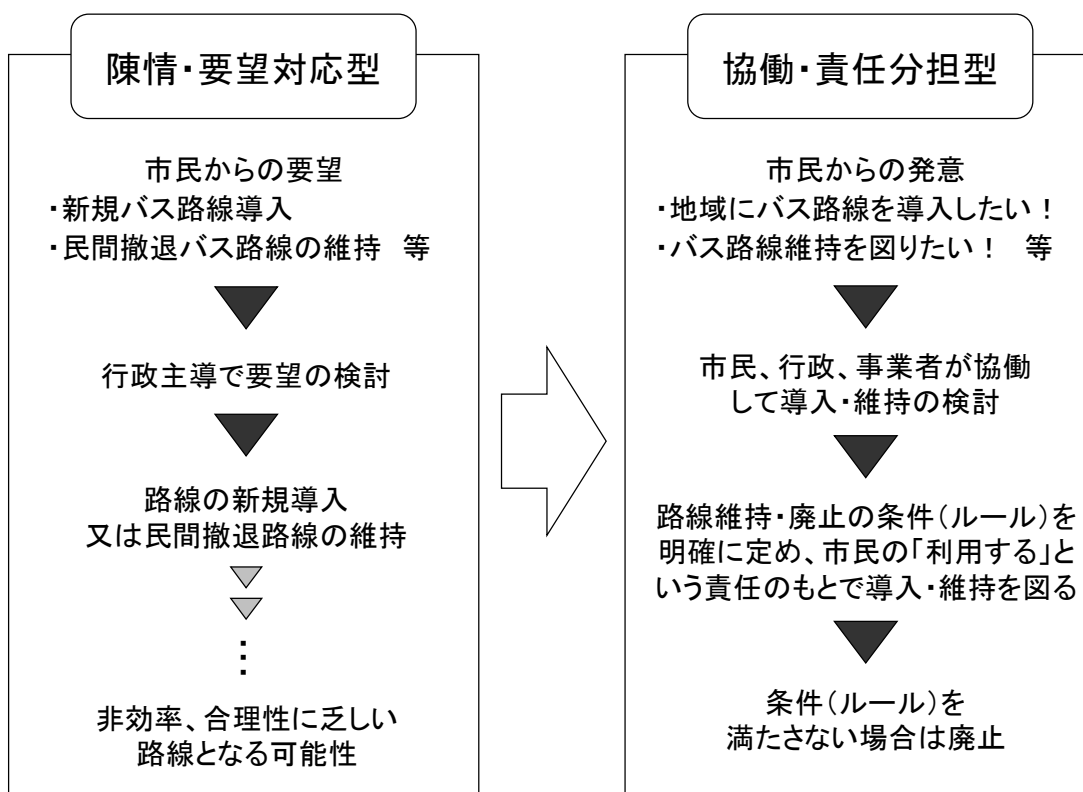 陳情・要望対応型
市民からの要望
・新規バス路線導入
・民間撤退バス路線の維持 等
行政主導で要望の検討
路線の新規導入
又は民間撤退路線の維持
⋮
非効率、合理性に乏しい
路線となる可能性
協働・責任分担型
市民からの発意
・地域にバス路線を導入したい！
・バス路線維持を図りたい！ 等
市民、行政、事業者が協働
して導入・維持の検討
路線維持・廃止の条件（ルール）を
明確に定め、市民の「利用する」と
いう責任のもとで導入・維持を図る
条件（ルール）を
満たさない場合は廃止